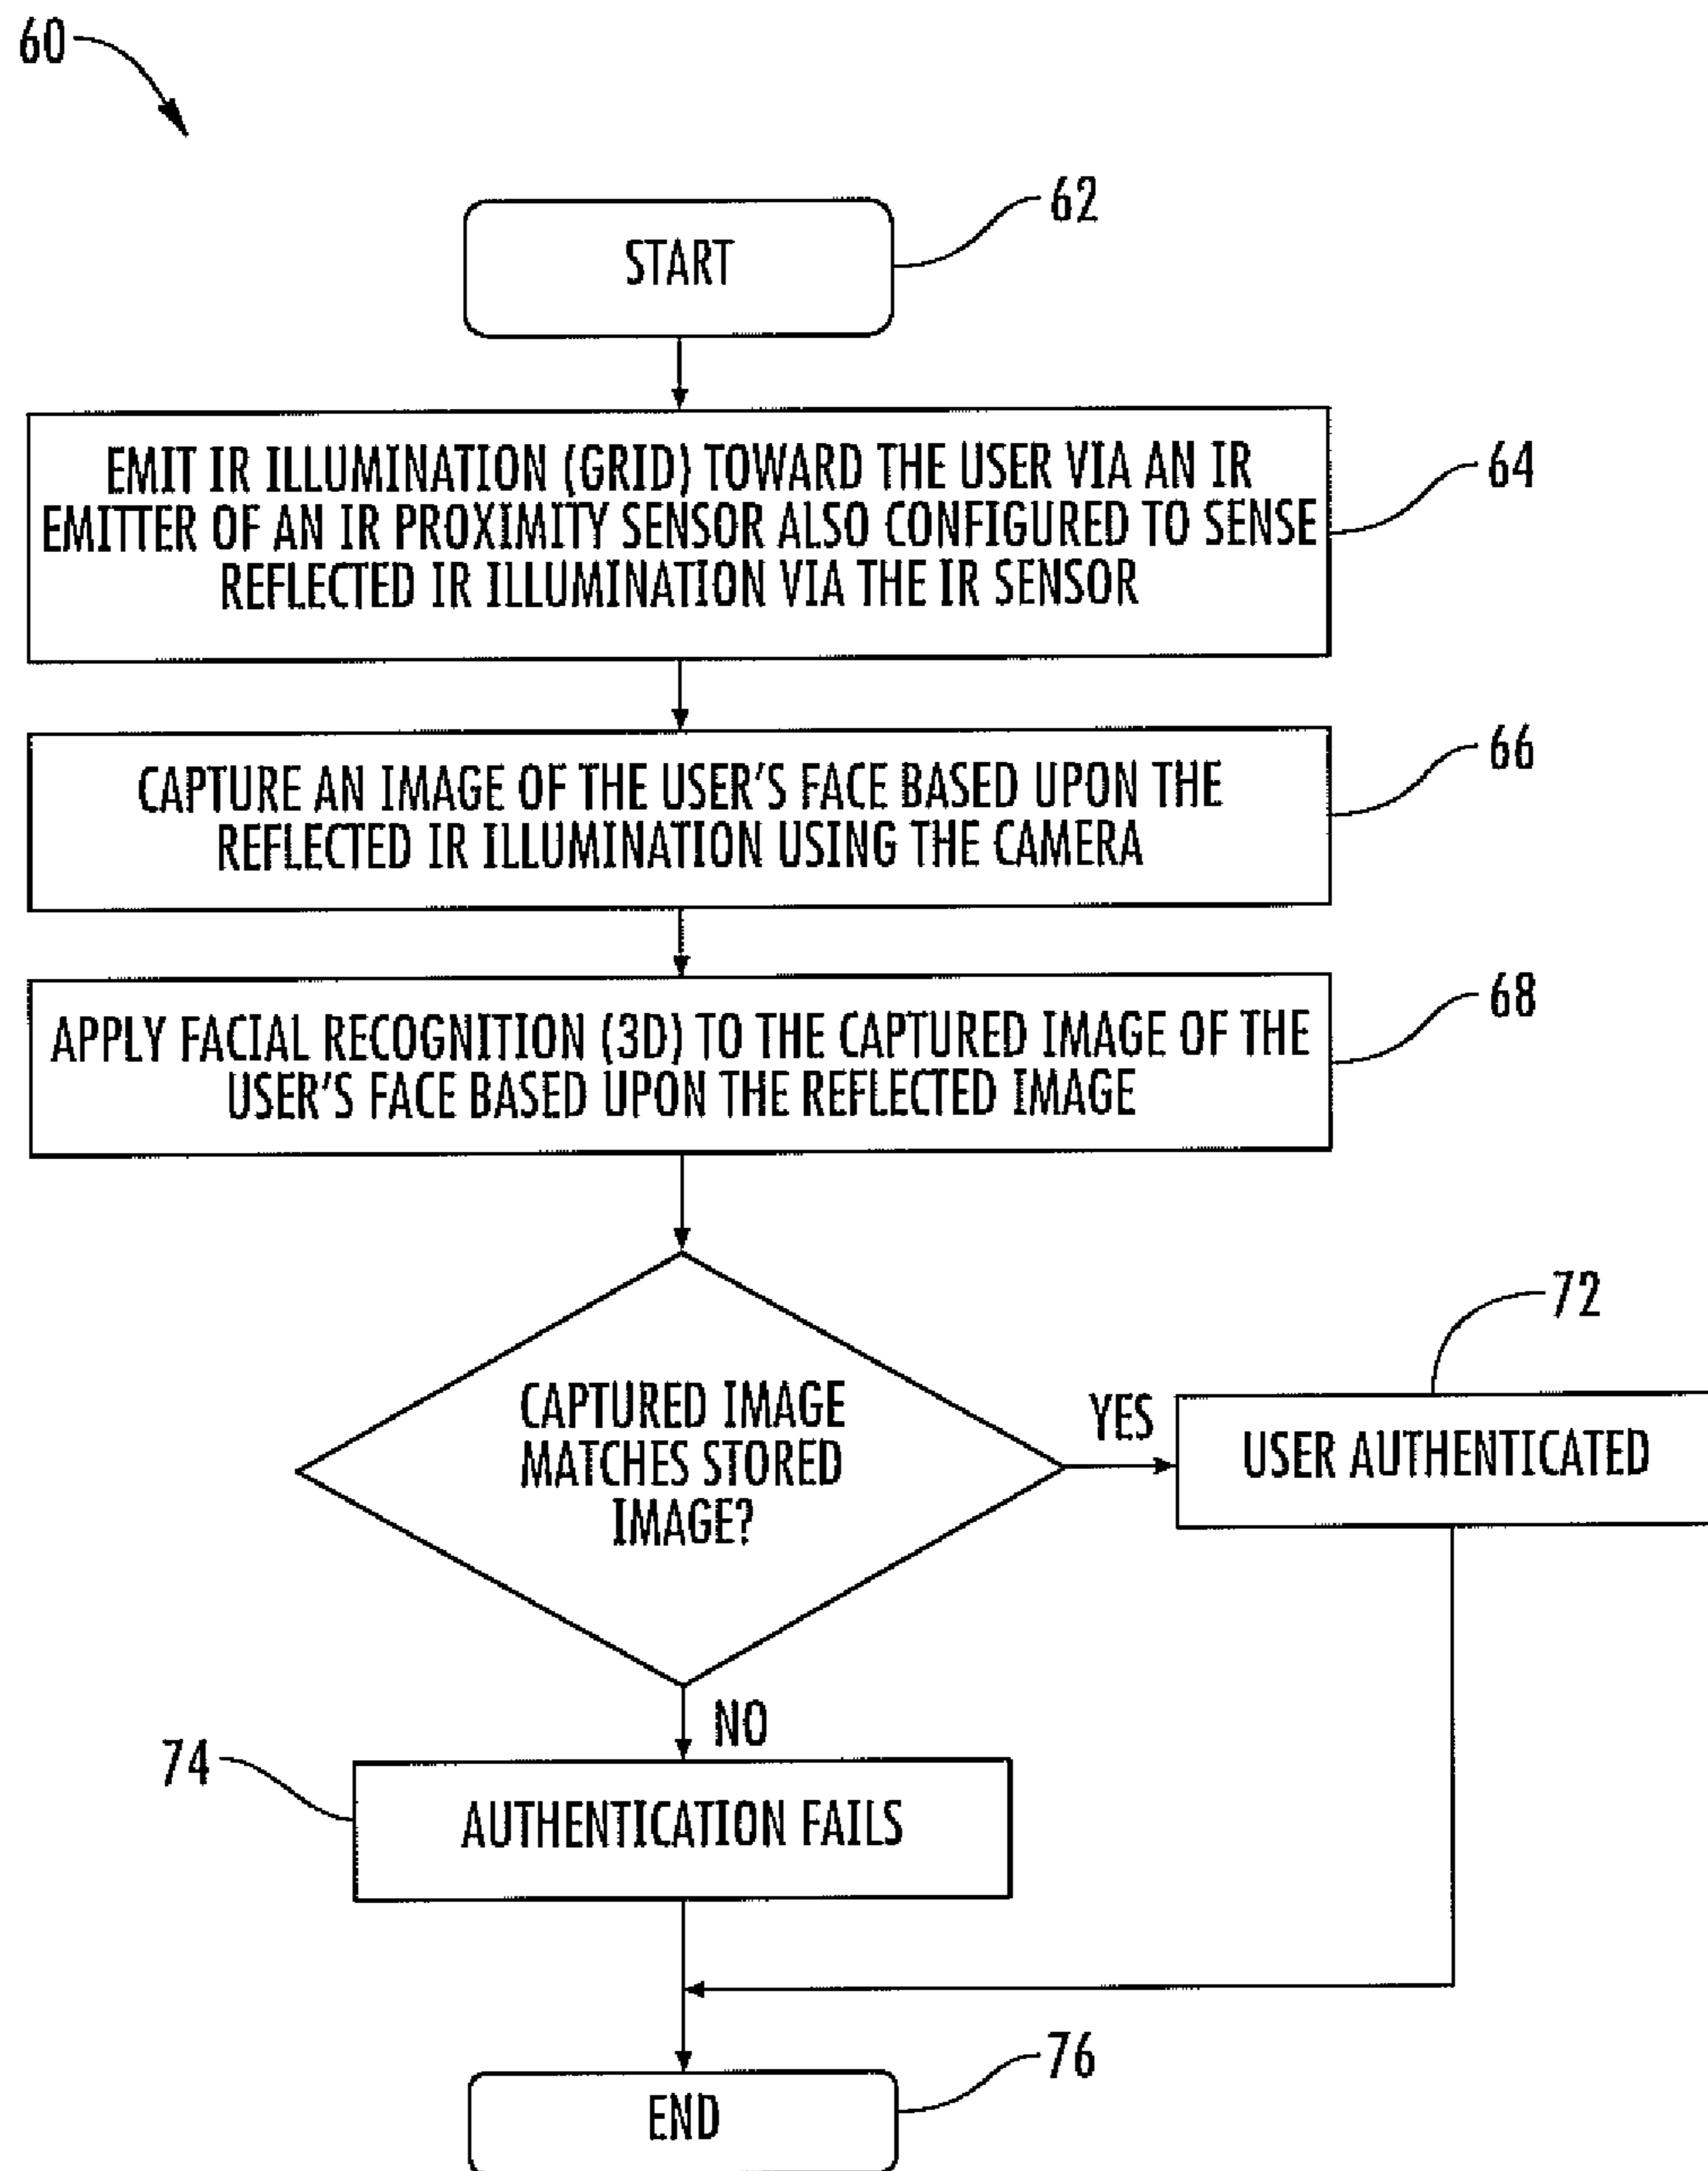 60
62
START
EMIT IR ILLUMINATION (GRID) TOWARD THE USER VIA AN IR
EMITTER OF AN IR PROXIMITY SENSOR ALSO CONFIGURED TO SENSE
REFLECTED IR ILLUMINATION VIA THE IR SENSOR
64
CAPTURE AN IMAGE OF THE USER'S FACE BASED UPON THE
REFLECTED IR ILLUMINATION USING THE CAMERA
66
APPLY FACIAL RECOGNITION (3D) TO THE CAPTURED IMAGE OF THE
USER'S FACE BASED UPON THE REFLECTED IMAGE
68
CAPTURED IMAGE
MATCHES STORED
IMAGE?
YES
72
USER AUTHENTICATED
NO
74
AUTHENTICATION FAILS
76
END